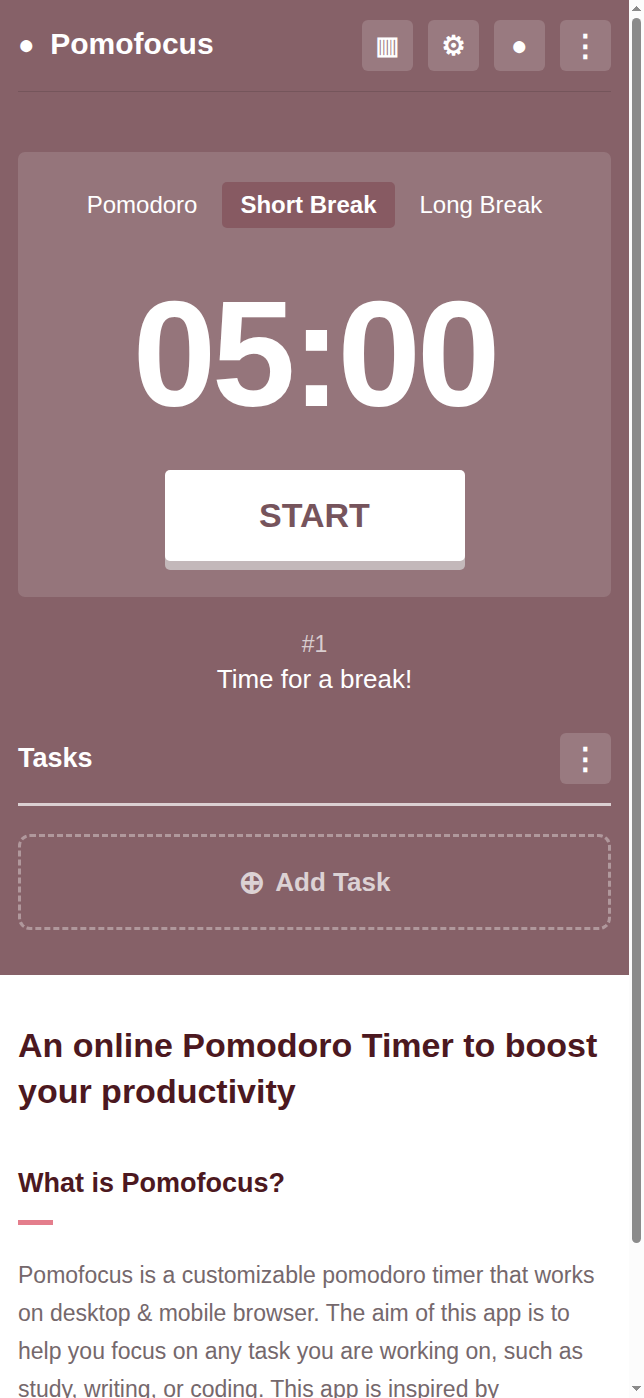 Pomofocus
Pomodoro
Short Break
Long Break
05:00
START
#1
Time for a break!
Tasks
Add Task
An online Pomodoro Timer to boost
your productivity
What is Pomofocus?
Pomofocus is a customizable pomodoro timer that works
on desktop & mobile browser. The aim of this app is to
help you focus on any task you are working on, such as
study, writing, or coding. This app is inspired by